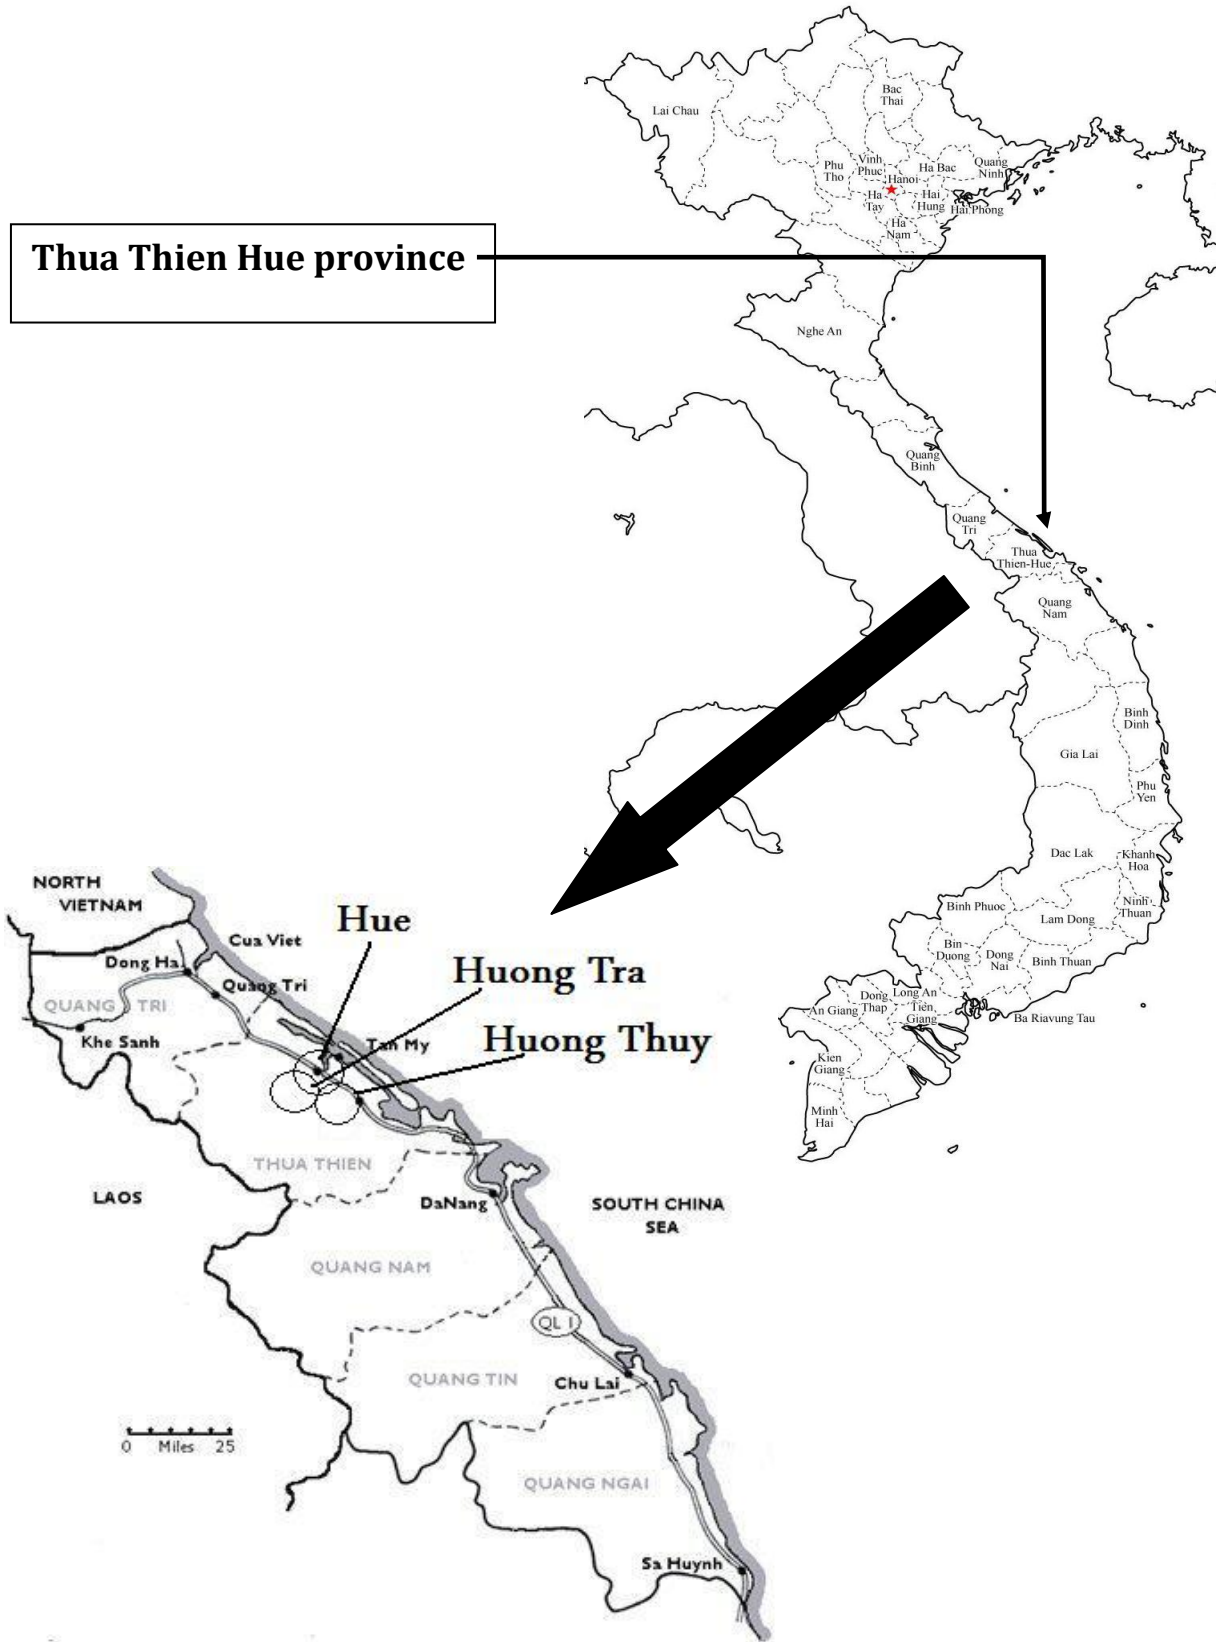 Thua Thien Hue province
Lai Chau
Bac
Thai
Phu
Tho
Vinh
Phuc
Hanoi
Ha Bac
Quang
Ninh
Ha
Tay
Hai
Hung
Hai Phong
Ha
Nam
Nghe An
Quang
Binh
Quang
Tri
Thua
Thien-Hue
Quang
Nam
Binh
Dinh
Gia Lai
Phu
Yen
Dac Lak
Khanh
Hoa
Ninh
Thuan
Binh Phuoc
Lam Dong
Bin
Duong
Dong
Nai
Binh Thuan
Long An
Dong
Thap
Tien
Giang
An Giang
Ba Riavung Tau
Kien
Giang
Minh
Hai
NORTH
VIETNAM
Hue
Cua Viet
Dong Ha
Huong Tra
QUANG TRI
Quang Tri
Khe Sanh
Tan My
Huong Thuy
THUA THIEN
LAOS
DaNang
SOUTH CHINA
SEA
QUANG NAM
QL 1
QUANG TIN
Chu Lai
0 Miles 25
QUANG NGAI
Sa Huynh